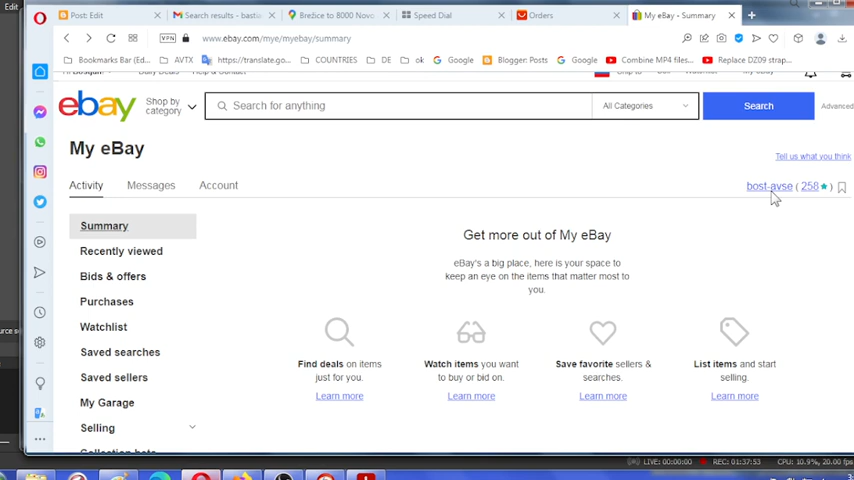 Edit
Post: Edit
Search results - bastie
Brežice to 8000 Novo
Speed Dial
Orders
My eBay - Summary
VPN
www.ebay.com/mye/myebay/summary
Bookmarks Bar (Ed...
AVTX
https://translate.go...
COUNTRIES
DE
ok
Google
Blogger: Posts
Google
Combine MP4 files...
Replace DZ09 strap...
ebay
Shop by category
Search for anything
All Categories
Search
Advanced
My eBay
Tell us what you think
Activity
Messages
Account
bost-avse ( 258 )
Summary
Recently viewed
Bids & offers
Purchases
Watchlist
Saved searches
Saved sellers
My Garage
Selling
Get more out of My eBay
eBay's a big place, here is your space to
keep an eye on the items that matter most to
you.
Find deals on items
just for you.
Learn more
Watch items you want
to buy or bid on.
Learn more
Save favorite sellers &
searches.
Learn more
List items and start
selling.
Learn more
LIVE: 00:00:00
REC: 01:37:53
CPU: 10.9%, 20.00 fps